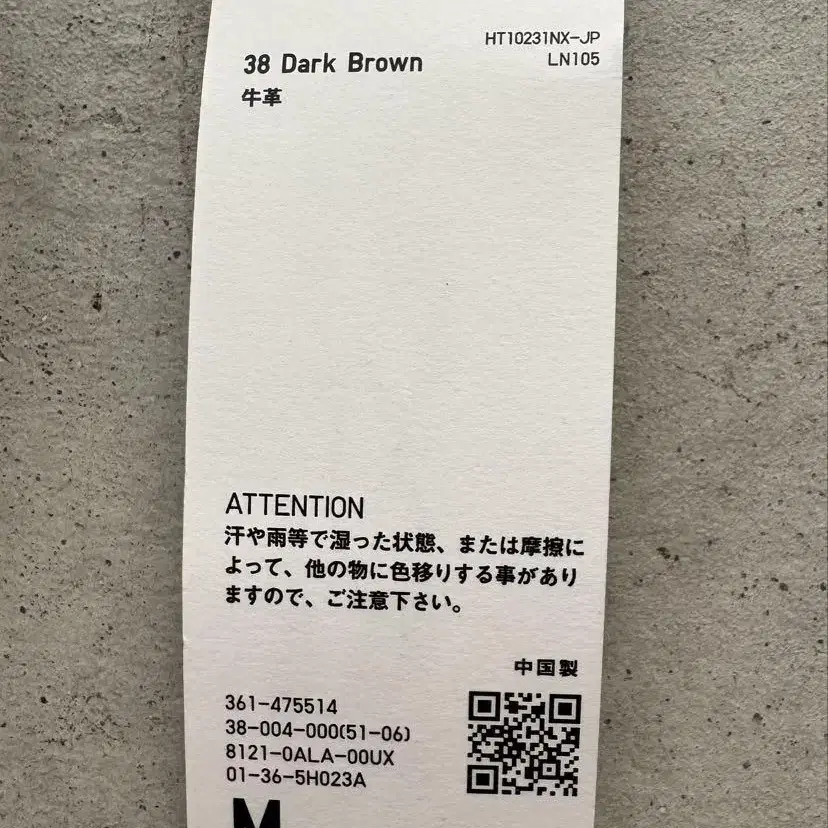 HT10231NX-JP
38 Dark Brown
LN105
牛革
ATTENTION
汗や雨等で湿った状態、または摩擦に
よって、他の物に色移りする事があり
ますので、ご注意下さい。
中国製
361-475514
38-004-000(51-06)
8121-0ALA-00UX
01-36-5H023A
M